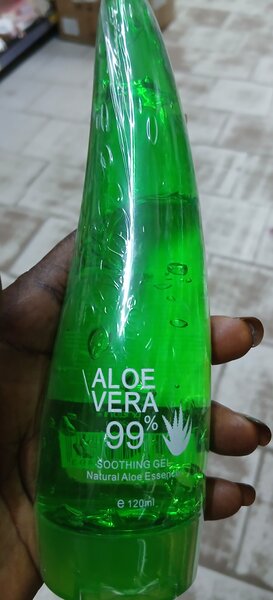 ALOE
VERA
99%
SOOTHING GEL
Natural Aloe Essence
℮ 120ml